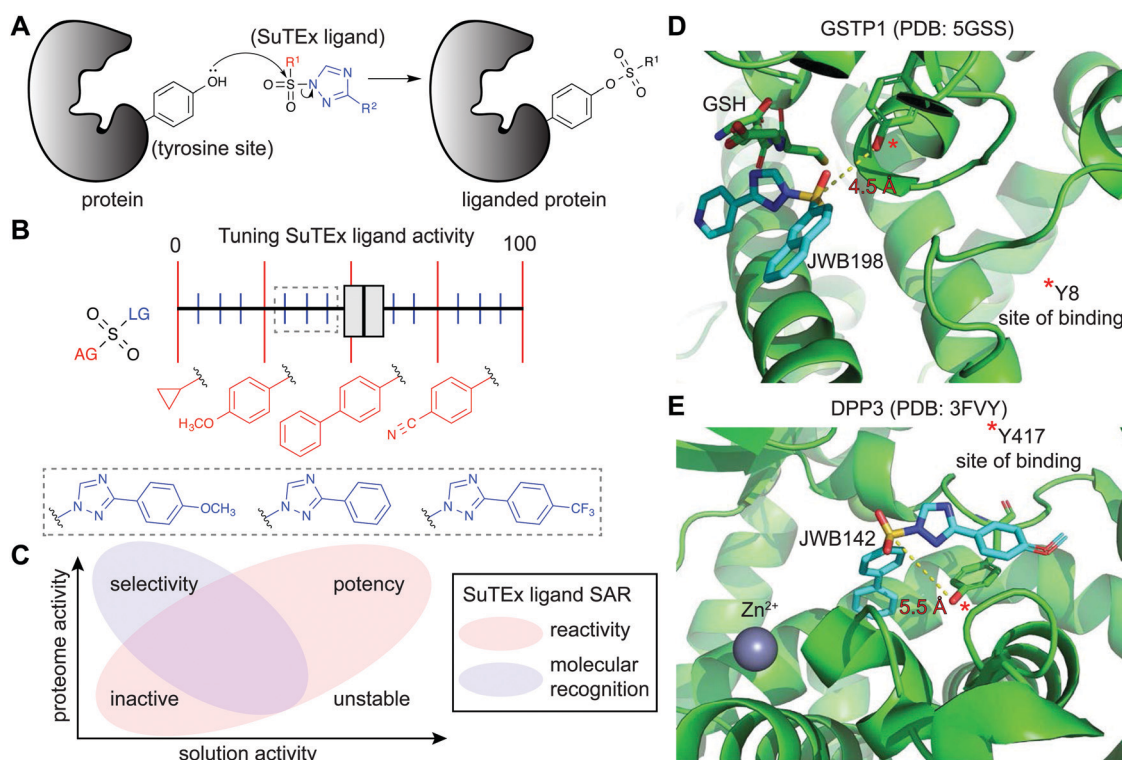 A
(SuTEx ligand)
R¹
O=S–N
O
N
N
R²
OH
(tyrosine site)
protein
O
O
S
R¹
O
liganded protein
B
Tuning SuTEx ligand activity
0
100
O
LG
S
AG
O
H₃CO
N
N
N
N
OCH₃
N
N
N
N
N
N
CF₃
C
proteome activity
selectivity
potency
inactive
unstable
solution activity
SuTEx ligand SAR
reactivity
molecular
recognition
D
GSTP1 (PDB: 5GSS)
GSH
*
4.5 Å
JWB198
*Y8
site of binding
E
DPP3 (PDB: 3FVY)
*Y417
site of binding
JWB142
5.5 Å
*
Zn²⁺